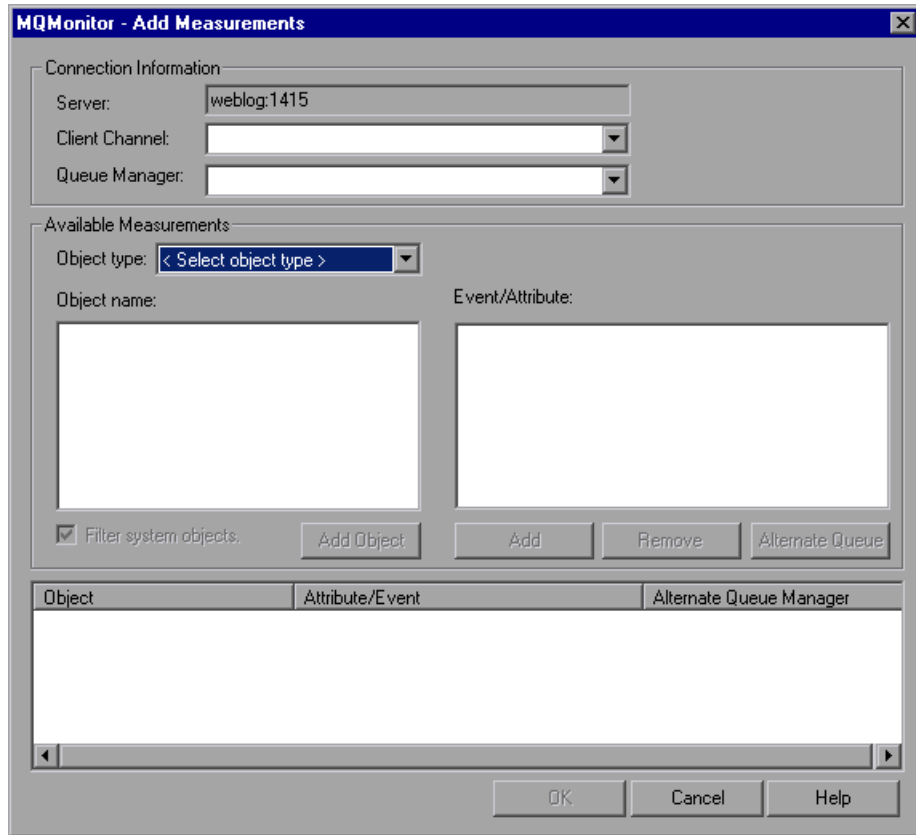 MQMonitor - Add Measurements
Connection Information
Server: weblog:1415
Client Channel:
Queue Manager:
Available Measurements
Object type: < Select object type >
Object name: Event/Attribute:
Filter system objects. Add Object Add Remove Alternate Queue
Object Attribute/Event Alternate Queue Manager
OK Cancel Help